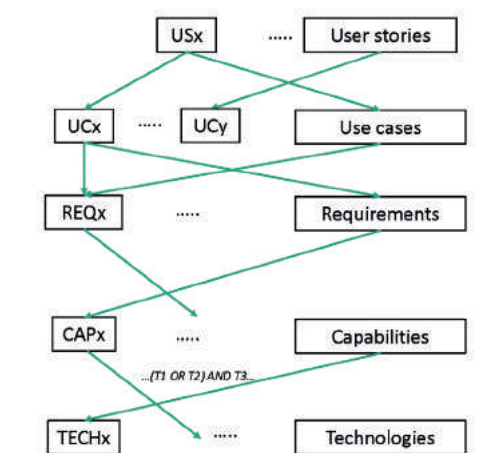 USx ..... User stories
UCx ..... UCy Use cases
REQx ..... Requirements
CAPx ..... Capabilities
...(T1 OR T2) AND T3...
TECHx ..... Technologies